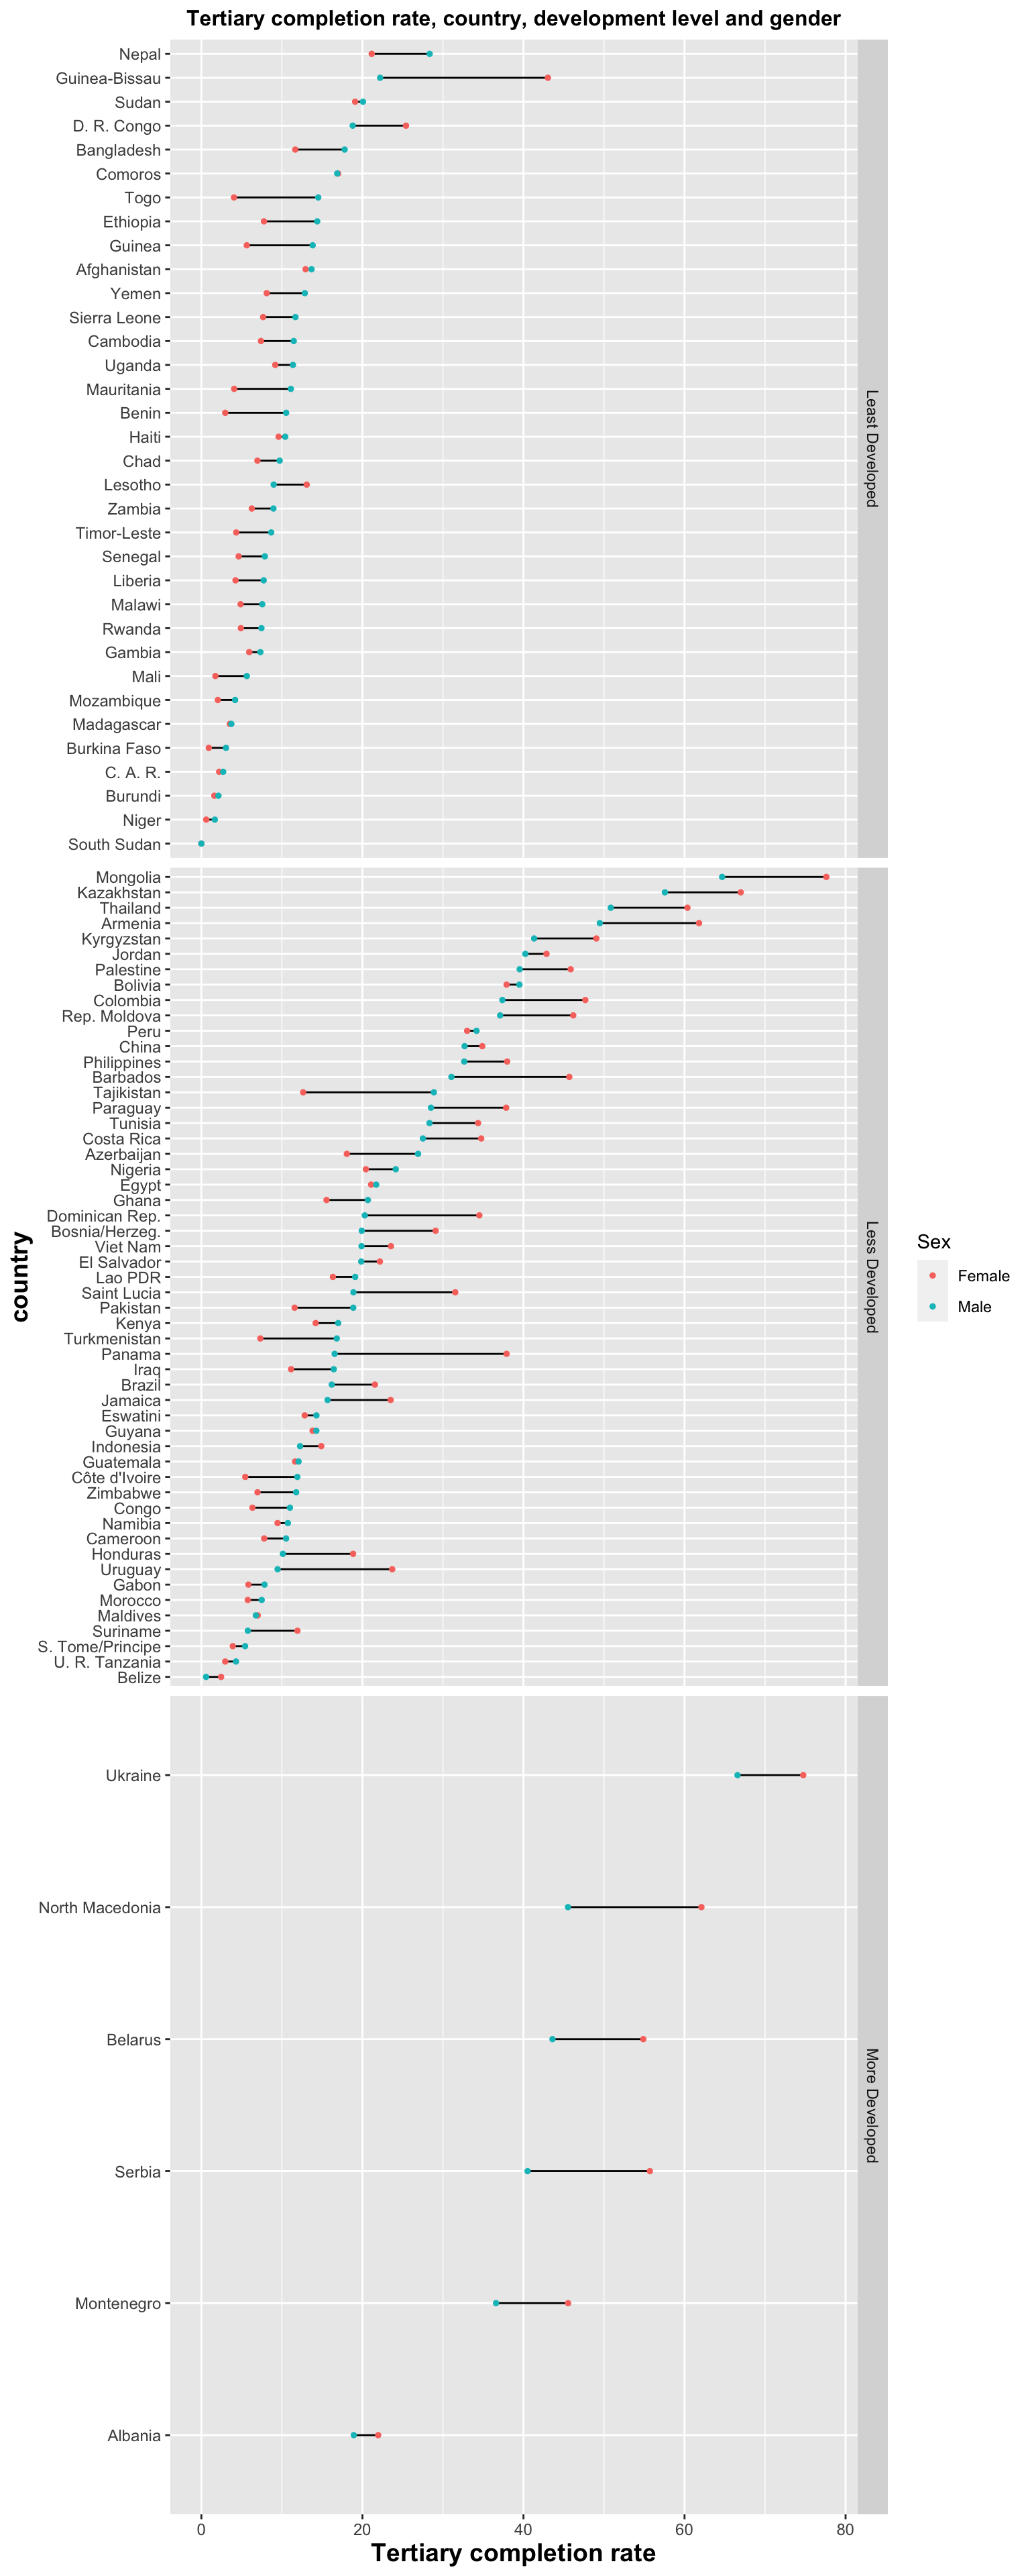 Tertiary completion rate, country, development level and gender
Nepal
Guinea-Bissau
Sudan
D. R. Congo
Bangladesh
Comoros
Togo
Ethiopia
Guinea
Afghanistan
Yemen
Sierra Leone
Cambodia
Uganda
Mauritania
Benin
Haiti
Chad
Lesotho
Zambia
Timor-Leste
Senegal
Liberia
Malawi
Rwanda
Gambia
Mali
Mozambique
Madagascar
Burkina Faso
C. A. R.
Burundi
Niger
South Sudan
Least Developed
Mongolia
Kazakhstan
Thailand
Armenia
Kyrgyzstan
Jordan
Palestine
Bolivia
Colombia
Rep. Moldova
Peru
China
Philippines
Barbados
Tajikistan
Paraguay
Tunisia
Costa Rica
Azerbaijan
Nigeria
Egypt
Ghana
Dominican Rep.
Bosnia/Herzeg.
Viet Nam
El Salvador
Lao PDR
Saint Lucia
Pakistan
Kenya
Turkmenistan
Panama
Iraq
Brazil
Jamaica
Eswatini
Guyana
Indonesia
Guatemala
Côte d'Ivoire
Zimbabwe
Congo
Namibia
Cameroon
Honduras
Uruguay
Gabon
Morocco
Maldives
Suriname
S. Tome/Principe
U. R. Tanzania
Belize
Less Developed
Ukraine
North Macedonia
Belarus
Serbia
Montenegro
Albania
More Developed
0 20 40 60 80
Tertiary completion rate
country
Sex
Female
Male